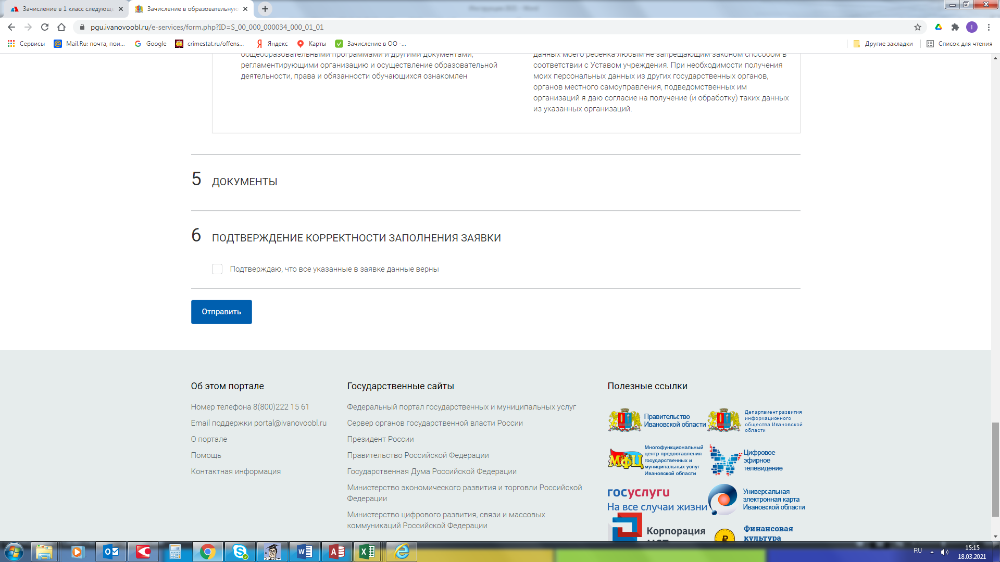 Зачисление в 1 класс следующе
Зачисление в образовательную
pgu.ivanovoobl.ru/e-services/form.php?ID=S_00_000_000034_000_01_01
Сервисы
Mail.Ru: почта, пои...
Google
crimestat.ru/offens...
Яндекс
Карты
Зачисление в ОО -...
Другие закладки
Список для чтения
общеобразовательными программами и другими документами,
регламентирующими организацию и осуществление образовательной
деятельности, права и обязанности обучающихся ознакомлен
данных моего ребенка любым не запрещающим законом способом в
соответствии с Уставом учреждения. При необходимости получения
моих персональных данных из других государственных органов,
органов местного самоуправления, подведомственных им
организаций я даю согласие на получение (и обработку) таких данных
из указанных организаций.
5 ДОКУМЕНТЫ
6 ПОДТВЕРЖДЕНИЕ КОРРЕКТНОСТИ ЗАПОЛНЕНИЯ ЗАЯВКИ
Подтверждаю, что все указанные в заявке данные верны
Отправить
Об этом портале
Номер телефона 8(800)222 15 61
Email поддержки portal@ivanovoobl.ru
О портале
Помощь
Контактная информация
Государственные сайты
Федеральный портал государственных и муниципальных услуг
Сервер органов государственной власти России
Президент России
Правительство Российской Федерации
Государственная Дума Российской Федерации
Министерство экономического развития и торговли Российской
Федерации
Министерство цифрового развития, связи и массовых
коммуникаций Российской Федерации
Полезные ссылки
Правительство
Ивановской области
Департамент развития
информационного
общества Ивановской
области
МФЦ
Многофункциональный
центр предоставления
государственных и
муниципальных услуг
Ивановской области
Цифровое
эфирное
телевидение
госуслуги
На все случаи жизни
Универсальная
электронная карта
Ивановской области
Корпорация
МСП
Финансовая
культура
RU
15:15
18.03.2021